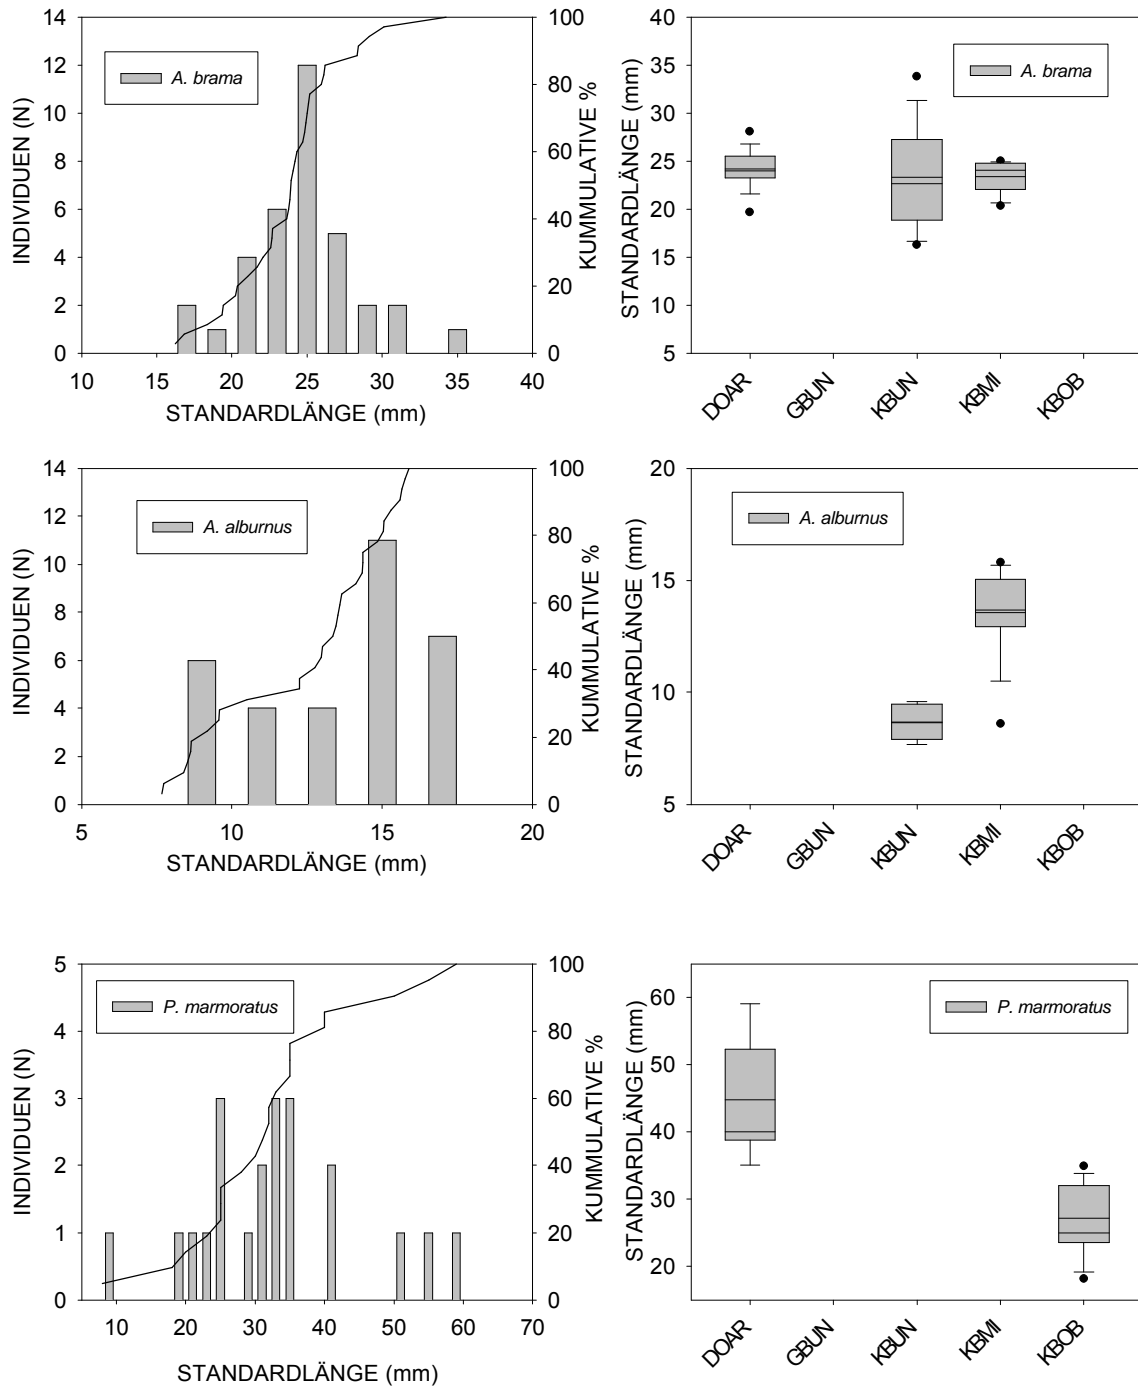 14
12
10
8
6
4
2
0
INDIVIDUEN (N)
A. brama
100
80
60
40
20
0
KUMMULATIVE %
10 15 20 25 30 35 40
STANDARDLÄNGE (mm)
40
35
30
25
20
15
10
5
STANDARDLÄNGE (mm)
A. brama
DOAR GBUN KBUN KBMI KBOB
14
12
10
8
6
4
2
0
INDIVIDUEN (N)
A. alburnus
100
80
60
40
20
0
KUMMULATIVE %
5 10 15 20
STANDARDLÄNGE (mm)
20
15
10
5
STANDARDLÄNGE (mm)
A. alburnus
DOAR GBUN KBUN KBMI KBOB
5
4
3
2
1
0
INDIVIDUEN (N)
P. marmoratus
100
80
60
40
20
0
KUMMULATIVE %
10 20 30 40 50 60 70
STANDARDLÄNGE (mm)
60
50
40
30
20
STANDARDLÄNGE (mm)
P. marmoratus
DOAR GBUN KBUN KBMI KBOB